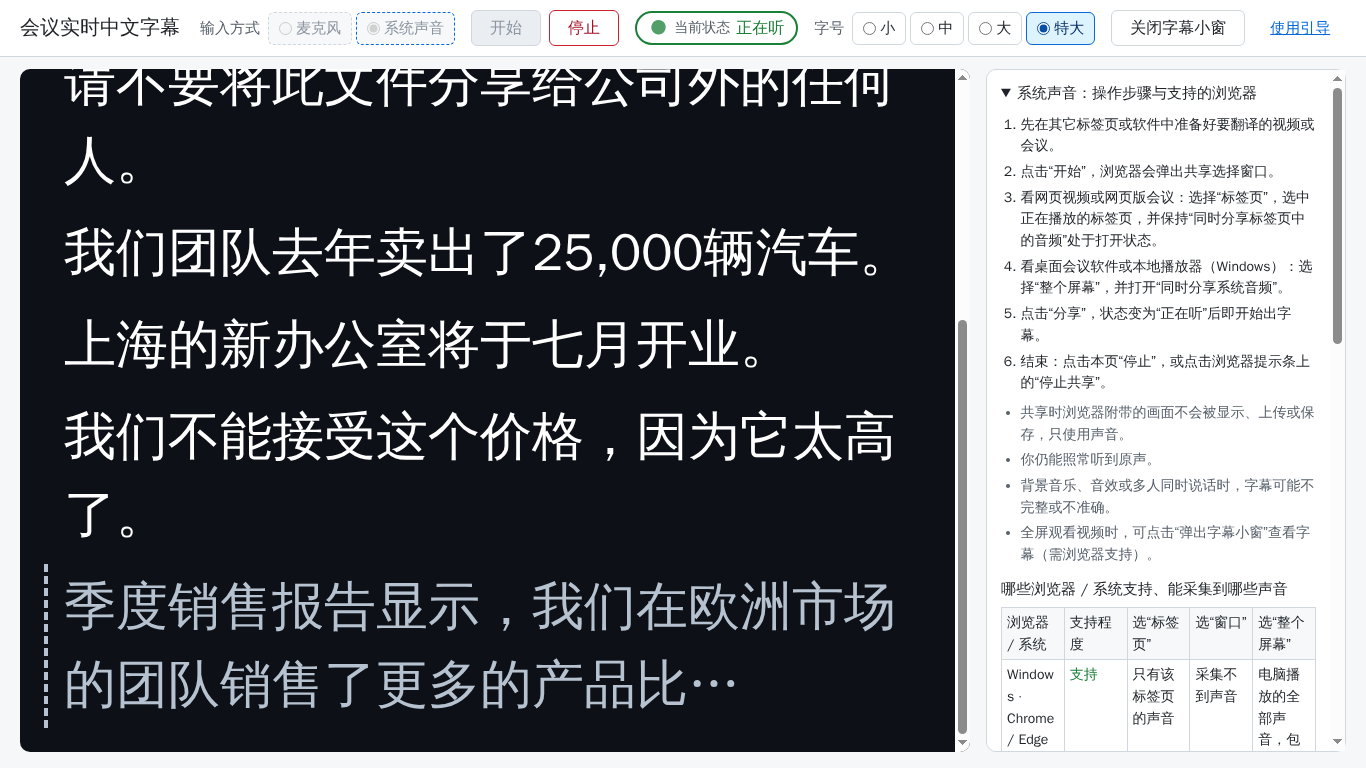 会议实时中文字幕 输入方式 麦克风 系统声音 开始 停止 当前状态 正在听 字号 小 中 大 特大 关闭字幕小窗 使用引导
请不要将此文件分享给公司外的任何
人。
我们团队去年卖出了25,000辆汽车。
上海的新办公室将于七月开业。
我们不能接受这个价格，因为它太高
了。
季度销售报告显示，我们在欧洲市场
的团队销售了更多的产品比…
▼ 系统声音：操作步骤与支持的浏览器
1. 先在其它标签页或软件中准备好要翻译的视频或
会议。
2. 点击“开始”，浏览器会弹出共享选择窗口。
3. 看网页视频或网页版会议：选择“标签页”，选中
正在播放的标签页，并保持“同时分享标签页中
的音频”处于打开状态。
4. 看桌面会议软件或本地播放器（Windows）：选
择“整个屏幕”，并打开“同时分享系统音频”。
5. 点击“分享”，状态变为“正在听”后即开始出字
幕。
6. 结束：点击本页“停止”，或点击浏览器提示条上
的“停止共享”。
• 共享时浏览器附带的画面不会被显示、上传或保
存，只使用声音。
• 你仍能照常听到原声。
• 背景音乐、音效或多人同时说话时，字幕可能不
完整或不准确。
• 全屏观看视频时，可点击“弹出字幕小窗”查看字
幕（需浏览器支持）。
哪些浏览器 / 系统支持、能采集到哪些声音
浏览器 支持程 选“标签 选“窗口” 选“整个
/ 系统 度 页” 屏幕”
Window 支持 只有该 采集不 电脑播
s · 标签页 到声音 放的全
Chrome 的声音 部声
/ Edge 音，包